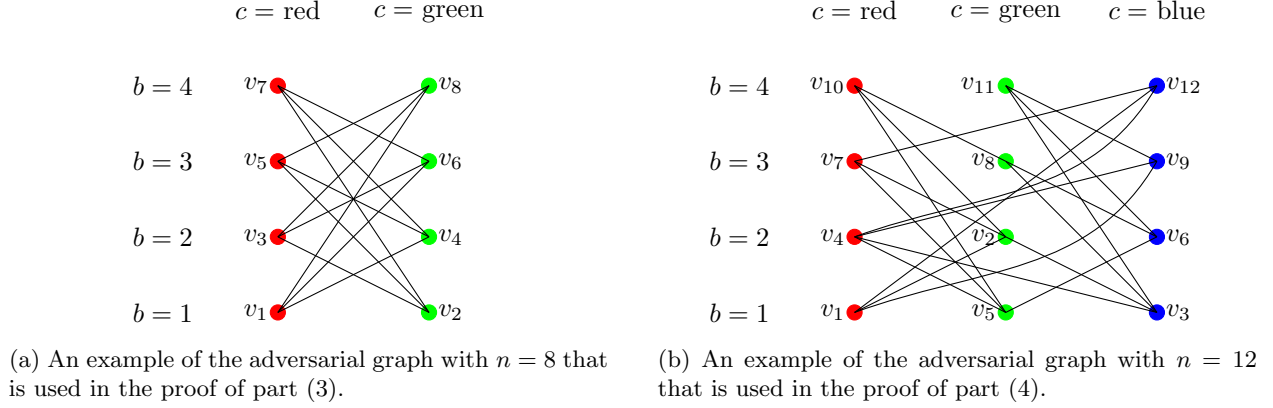 c = red c = green
b = 4 v₇ v₈
b = 3 v₅ v₆
b = 2 v₃ v₄
b = 1 v₁ v₂
(a) An example of the adversarial graph with n = 8 that
is used in the proof of part (3).
c = red c = green c = blue
b = 4 v₁₀ v₁₁ v₁₂
b = 3 v₇ v₈ v₉
b = 2 v₄ v₂ v₆
b = 1 v₁ v₅ v₃
(b) An example of the adversarial graph with n = 12
that is used in the proof of part (4).